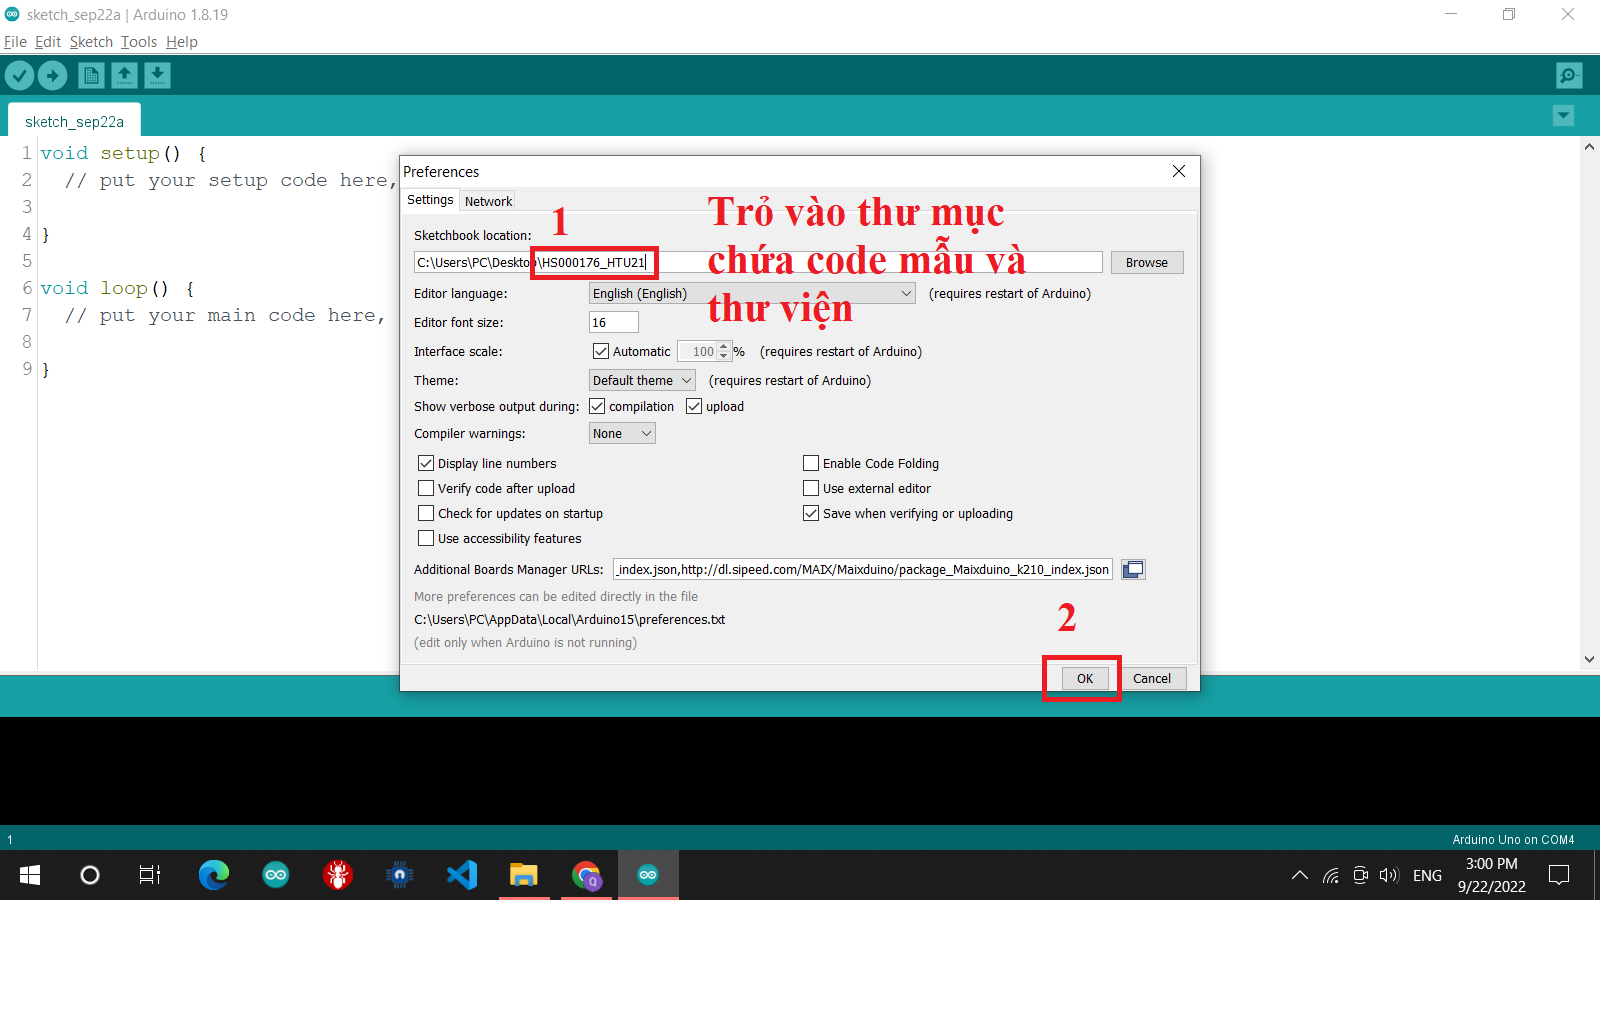 sketch_sep22a | Arduino 1.8.19
File Edit Sketch Tools Help
sketch_sep22a
1 void setup() {
2 // put your setup code here,
3
4 }
5
6 void loop() {
7 // put your main code here,
8
9 }
Preferences
Settings Network
1
Trỏ vào thư mục
chứa code mẫu và
thư viện
Sketchbook location:
C:\Users\PC\Desktop\HS000176_HTU21 Browse
Editor language: English (English) (requires restart of Arduino)
Editor font size: 16
Interface scale: Automatic 100 % (requires restart of Arduino)
Theme: Default theme (requires restart of Arduino)
Show verbose output during: compilation upload
Compiler warnings: None
Display line numbers Enable Code Folding
Verify code after upload Use external editor
Check for updates on startup Save when verifying or uploading
Use accessibility features
Additional Boards Manager URLs: _index.json,http://dl.sipeed.com/MAIX/Maixduino/package_Maixduino_k210_index.json
More preferences can be edited directly in the file
C:\Users\PC\AppData\Local\Arduino15\preferences.txt
(edit only when Arduino is not running)
2
OK Cancel
1 Arduino Uno on COM4
Q
ENG
3:00 PM
9/22/2022